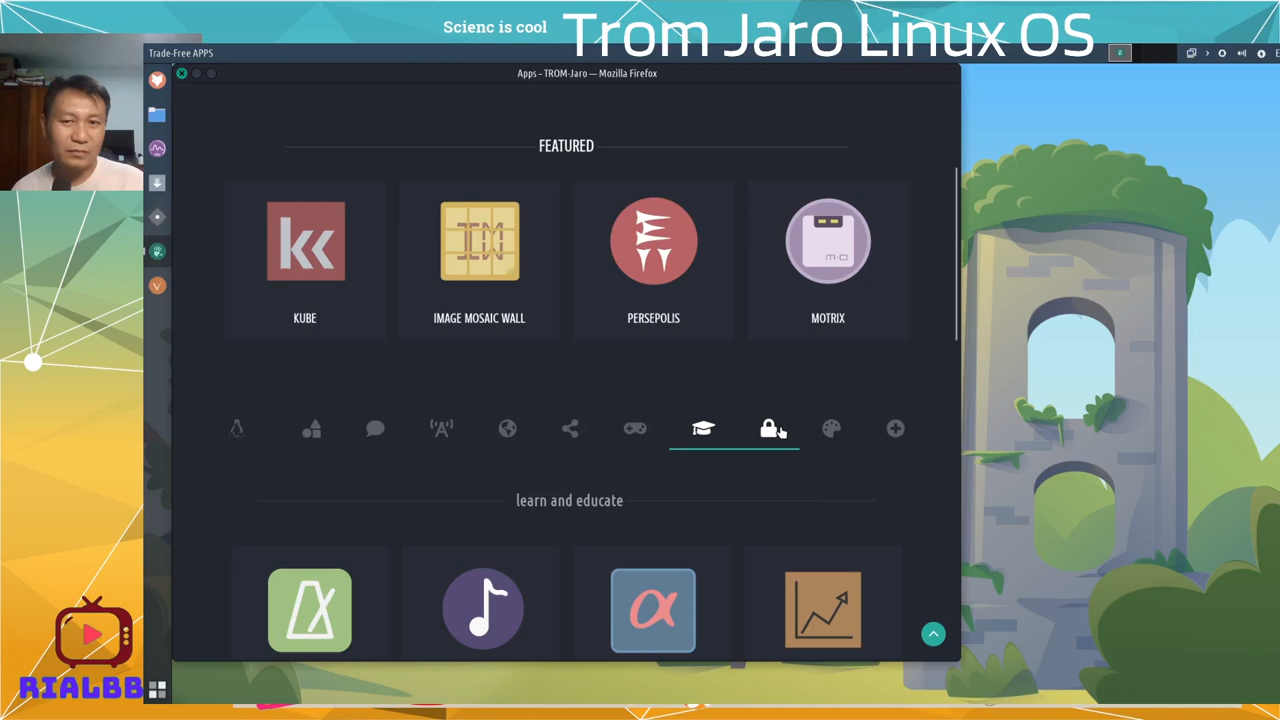 Scienc is cool
Trom Jaro Linux OS
Trade-Free APPS
Apps – TROM-Jaro — Mozilla Firefox
FEATURED
KUBE
IMAGE MOSAIC WALL
PERSEPOLIS
MOTRIX
learn and educate
RIALBB